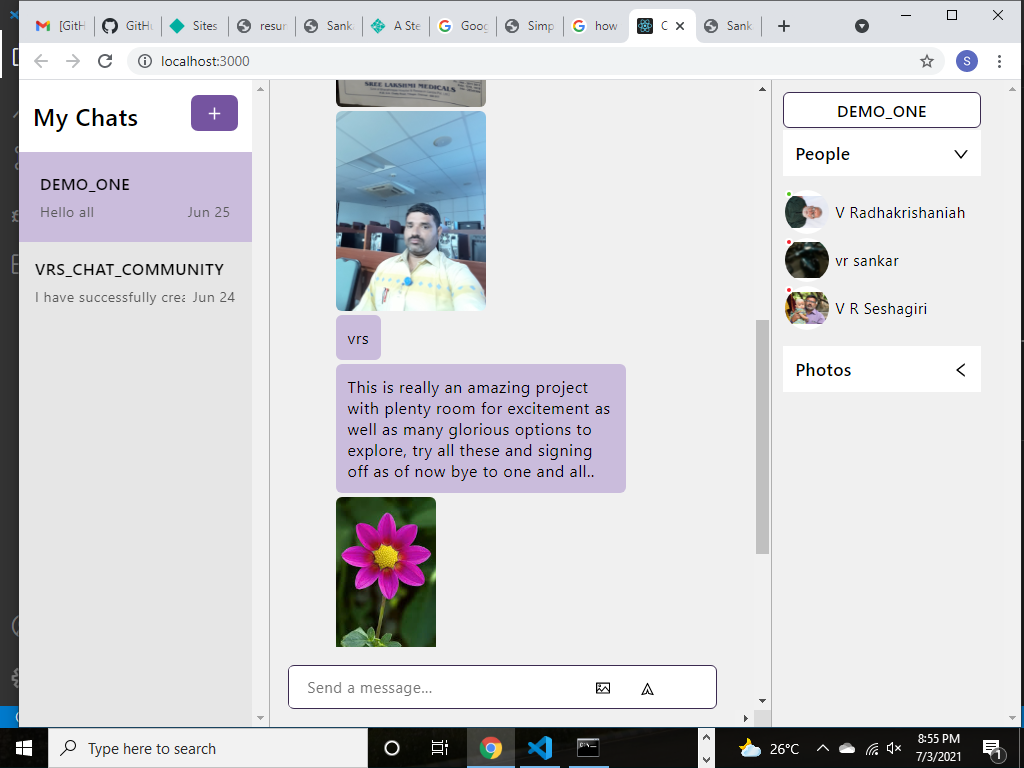 [GitH
GitHu
Sites
resur
Sank
A Ste
Goog
Simp
how
C
Sank
localhost:3000
S
My Chats
+
DEMO_ONE
Hello all
Jun 25
VRS_CHAT_COMMUNITY
I have successfully crea
Jun 24
SREE LAKSHMI MEDICALS
vrs
This is really an amazing project
with plenty room for excitement as
well as many glorious options to
explore, try all these and signing
off as of now bye to one and all..
Send a message...
DEMO_ONE
People
V Radhakrishaniah
vr sankar
V R Seshagiri
Photos
Type here to search
26°C
8:55 PM
7/3/2021
1